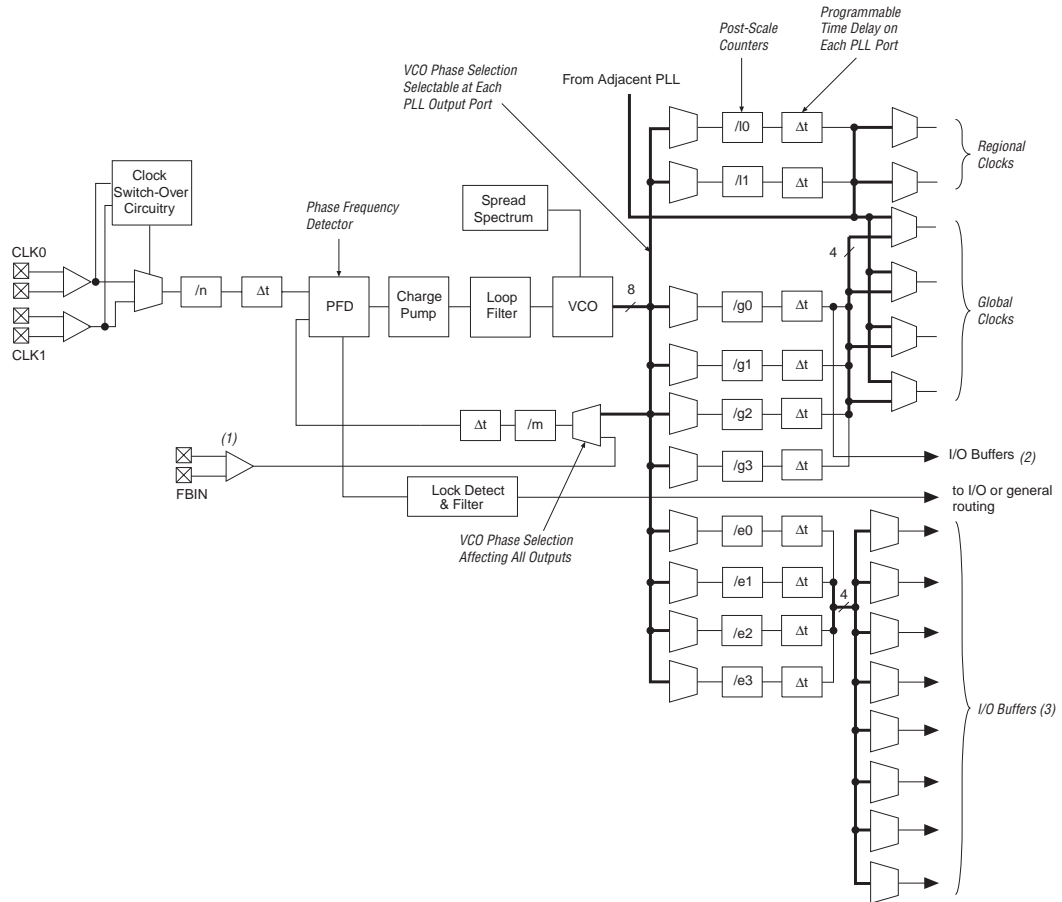 Programmable
Time Delay on
Each PLL Port
Post-Scale
Counters
VCO Phase Selection
Selectable at Each
PLL Output Port
From Adjacent PLL
/l0
Δt
/l1
Δt
Regional
Clocks
Clock
Switch-Over
Circuitry
Phase Frequency
Detector
Spread
Spectrum
CLK0
CLK1
/n
Δt
PFD
Charge
Pump
Loop
Filter
VCO
8
4
/g0
Δt
/g1
Δt
/g2
Δt
/g3
Δt
Global
Clocks
Δt
/m
(1)
FBIN
I/O Buffers (2)
Lock Detect
& Filter
to I/O or general
routing
VCO Phase Selection
Affecting All Outputs
/e0
Δt
/e1
Δt
4
/e2
Δt
/e3
Δt
I/O Buffers (3)